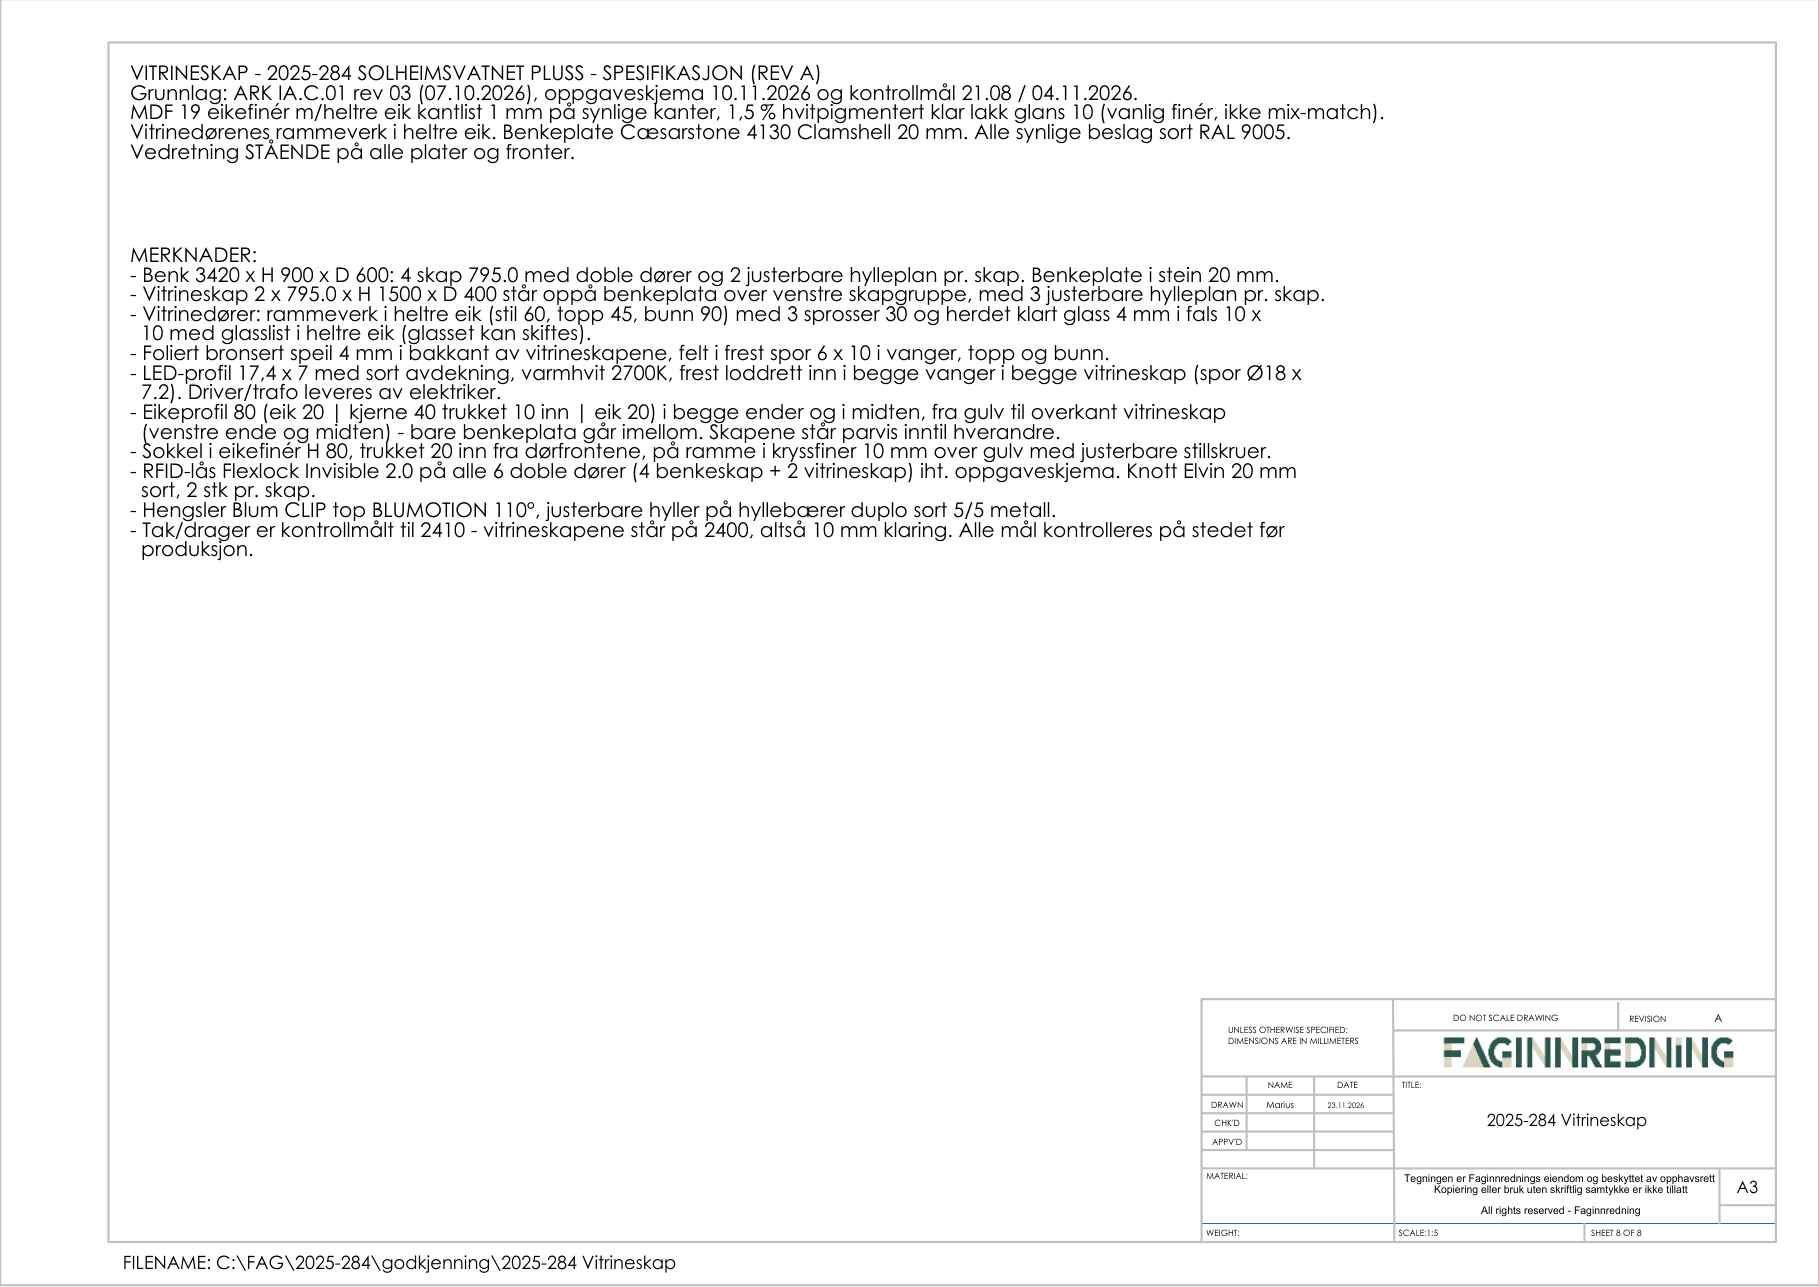 VITRINESKAP - 2025-284 SOLHEIMSVATNET PLUSS - SPESIFIKASJON (REV A)
Grunnlag: ARK IA.C.01 rev 03 (07.10.2026), oppgaveskjema 10.11.2026 og kontrollmål 21.08 / 04.11.2026.
MDF 19 eikefinér m/heltre eik kantlist 1 mm på synlige kanter, 1,5 % hvitpigmentert klar lakk glans 10 (vanlig finér, ikke mix-match).
Vitrinedørenes rammeverk i heltre eik. Benkeplate Cæsarstone 4130 Clamshell 20 mm. Alle synlige beslag sort RAL 9005.
Vedretning STÅENDE på alle plater og fronter.
MERKNADER:
- Benk 3420 x H 900 x D 600: 4 skap 795.0 med doble dører og 2 justerbare hylleplan pr. skap. Benkeplate i stein 20 mm.
- Vitrineskap 2 x 795.0 x H 1500 x D 400 står oppå benkeplata over venstre skapgruppe, med 3 justerbare hylleplan pr. skap.
- Vitrinedører: rammeverk i heltre eik (stil 60, topp 45, bunn 90) med 3 sprosser 30 og herdet klart glass 4 mm i fals 10 x
10 med glasslist i heltre eik (glasset kan skiftes).
- Foliert bronsert speil 4 mm i bakkant av vitrineskapene, felt i frest spor 6 x 10 i vanger, topp og bunn.
- LED-profil 17,4 x 7 med sort avdekning, varmhvit 2700K, frest loddrett inn i begge vanger i begge vitrineskap (spor Ø18 x
7.2). Driver/trafo leveres av elektriker.
- Eikeprofil 80 (eik 20 | kjerne 40 trukket 10 inn | eik 20) i begge ender og i midten, fra gulv til overkant vitrineskap
(venstre ende og midten) - bare benkeplata går imellom. Skapene står parvis inntil hverandre.
- Sokkel i eikefinér H 80, trukket 20 inn fra dørfrontene, på ramme i kryssfiner 10 mm over gulv med justerbare stillskruer.
- RFID-lås Flexlock Invisible 2.0 på alle 6 doble dører (4 benkeskap + 2 vitrineskap) iht. oppgaveskjema. Knott Elvin 20 mm
sort, 2 stk pr. skap.
- Hengsler Blum CLIP top BLUMOTION 110°, justerbare hyller på hyllebærer duplo sort 5/5 metall.
- Tak/drager er kontrollmålt til 2410 - vitrineskapene står på 2400, altså 10 mm klaring. Alle mål kontrolleres på stedet før
produksjon.
UNLESS OTHERWISE SPECIFIED:
DIMENSIONS ARE IN MILLIMETERS
DO NOT SCALE DRAWING
REVISION A
FAGINNREDNING
NAME DATE
DRAWN Marius 23.11.2026
CHK'D
APPV'D
TITLE:
2025-284 Vitrineskap
MATERIAL:
Tegningen er Faginnrednings eiendom og beskyttet av opphavsrett
Kopiering eller bruk uten skriftlig samtykke er ikke tillatt
All rights reserved - Faginnredning
A3
WEIGHT:
SCALE:1:5
SHEET 8 OF 8
FILENAME: C:\FAG\2025-284\godkjenning\2025-284 Vitrineskap